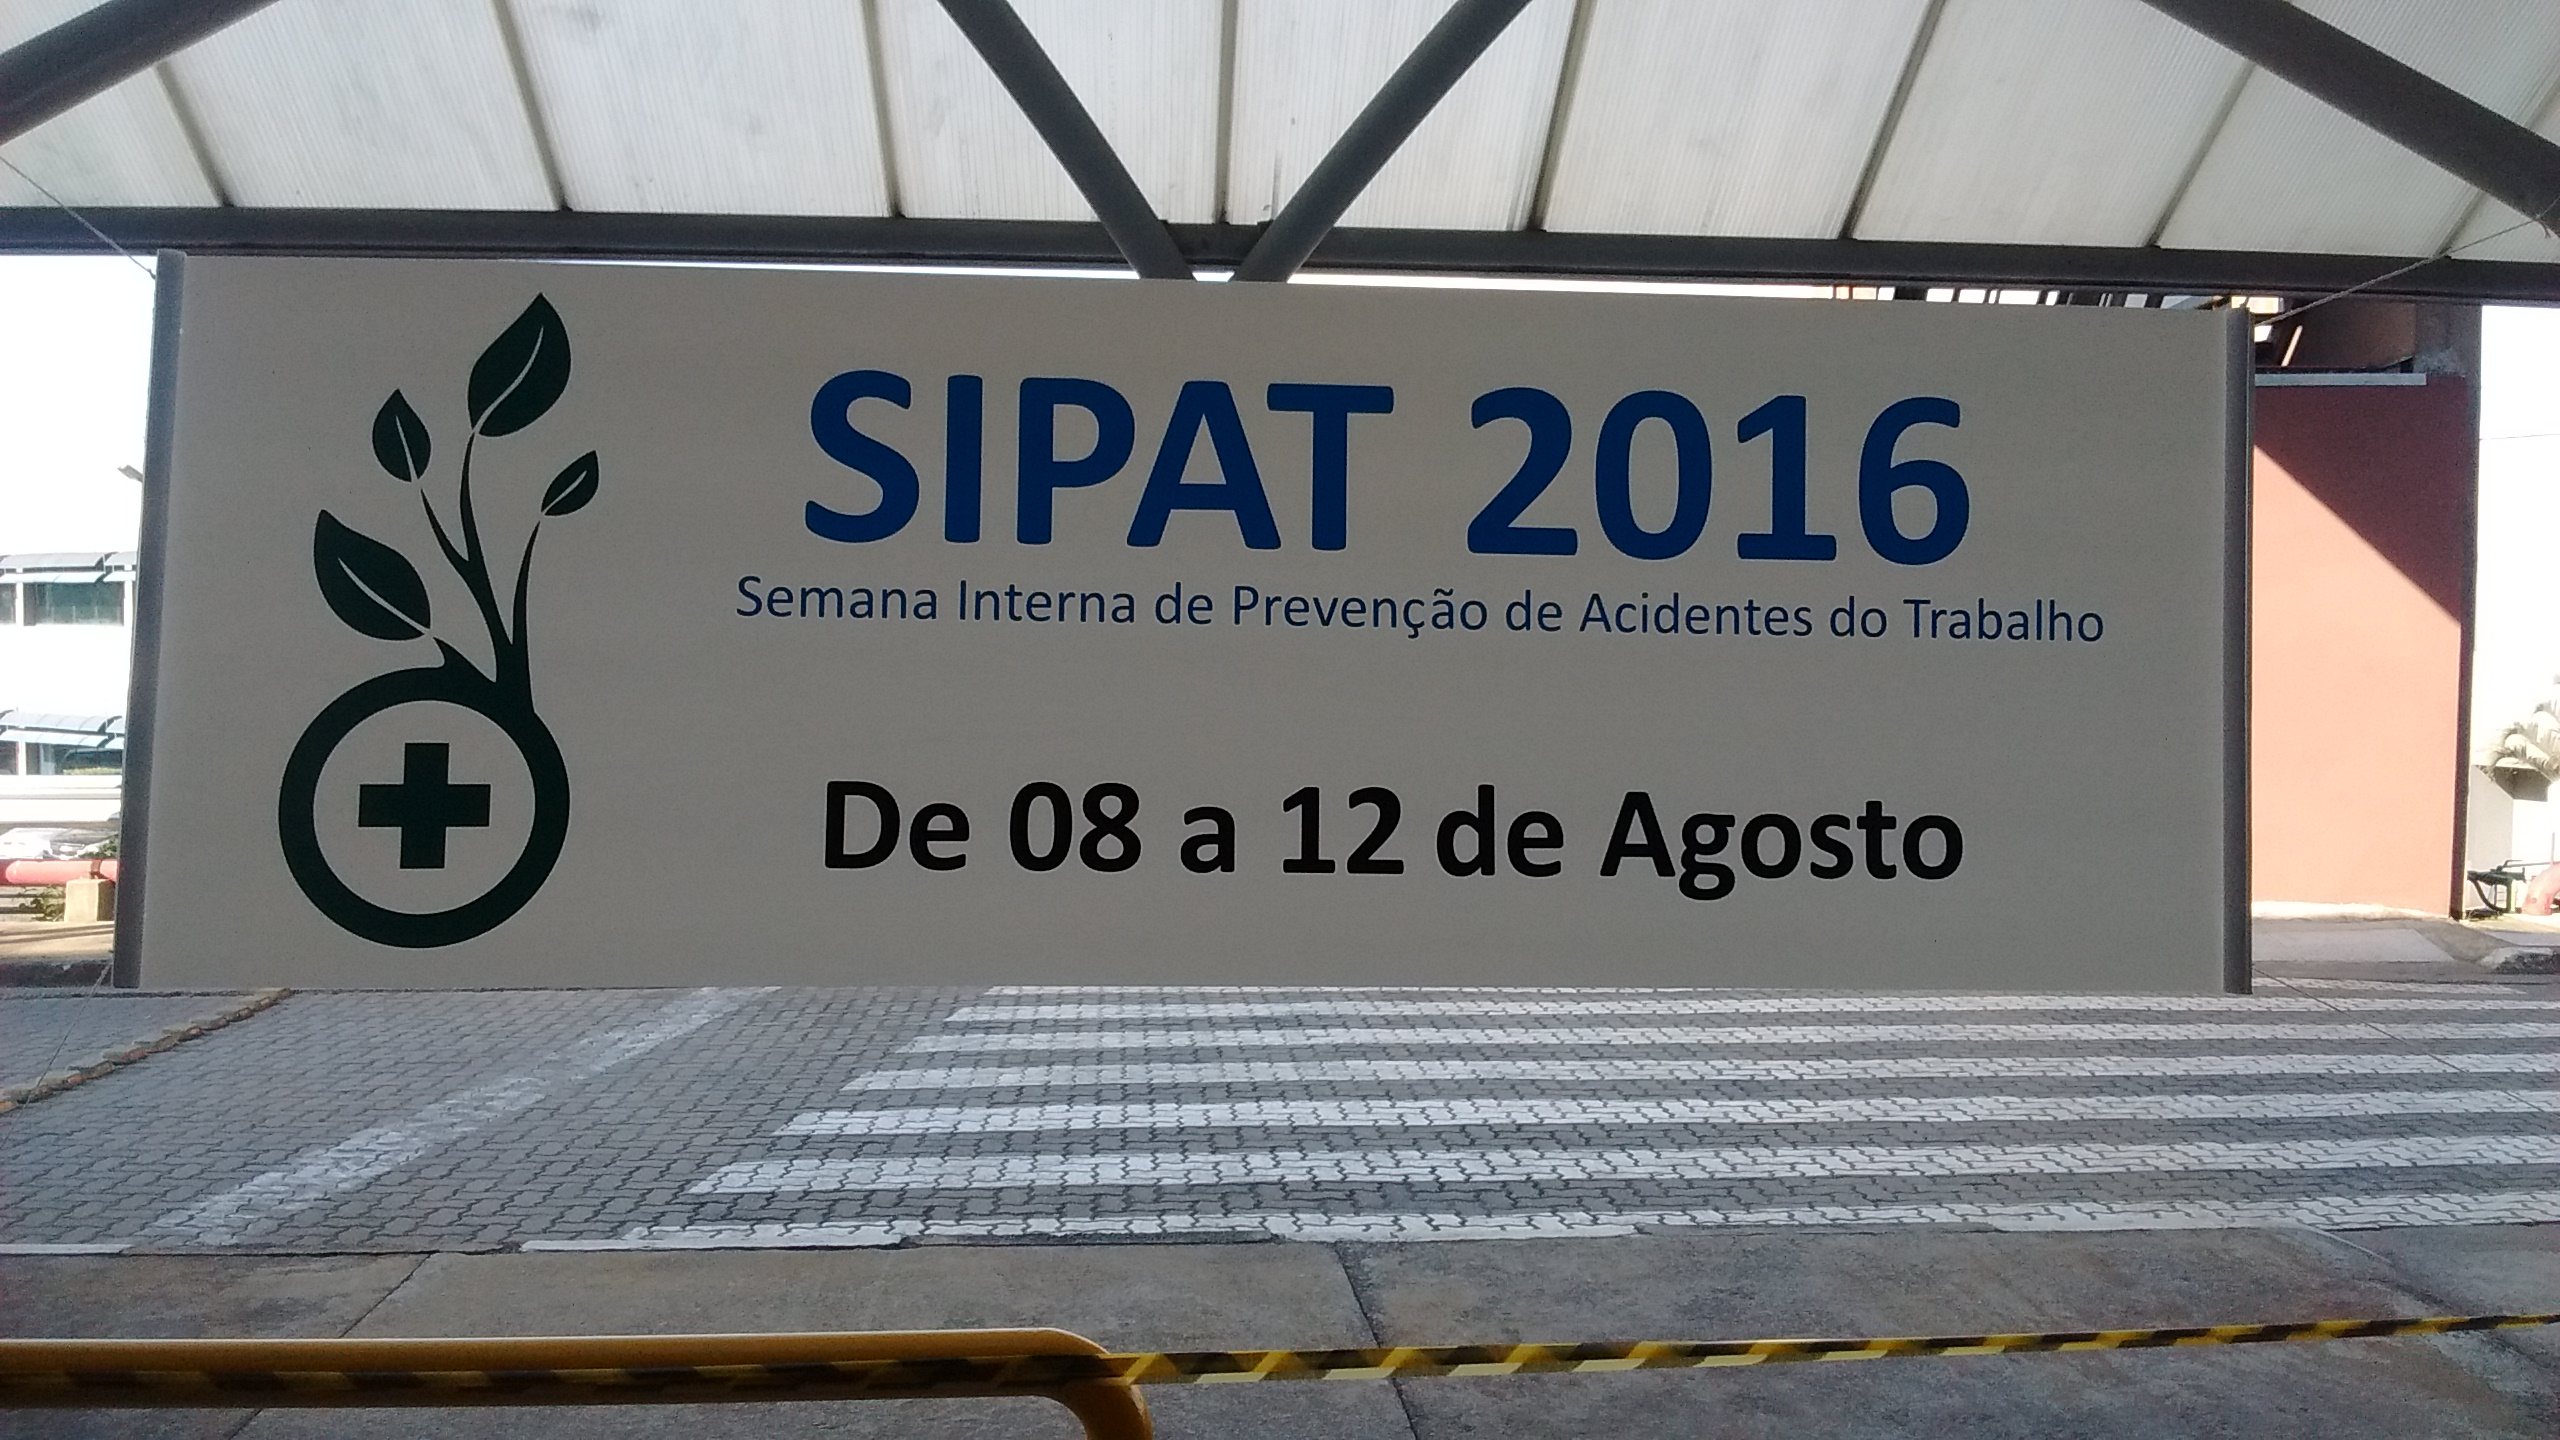 SIPAT 2016
Semana Interna de Prevenção de Acidentes do Trabalho
De 08 a 12 de Agosto